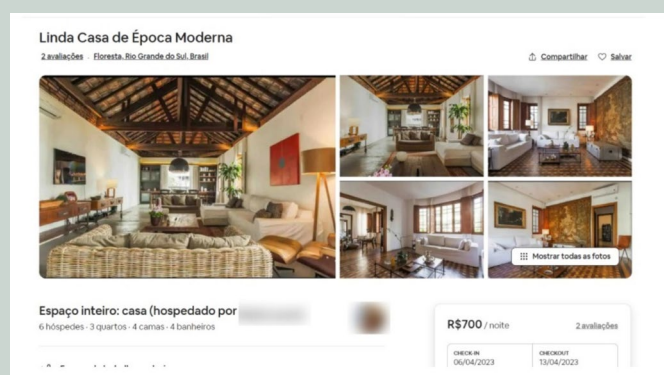 Linda Casa de Época Moderna
2 avaliações · Floresta, Rio Grande do Sul, Brasil
Compartilhar Salvar
Mostrar todas as fotos
Espaço inteiro: casa (hospedado por
6 hóspedes · 3 quartos · 4 camas · 4 banheiros
R$700 / noite 2 avaliações
CHECK-IN CHECKOUT
06/04/2023 13/04/2023